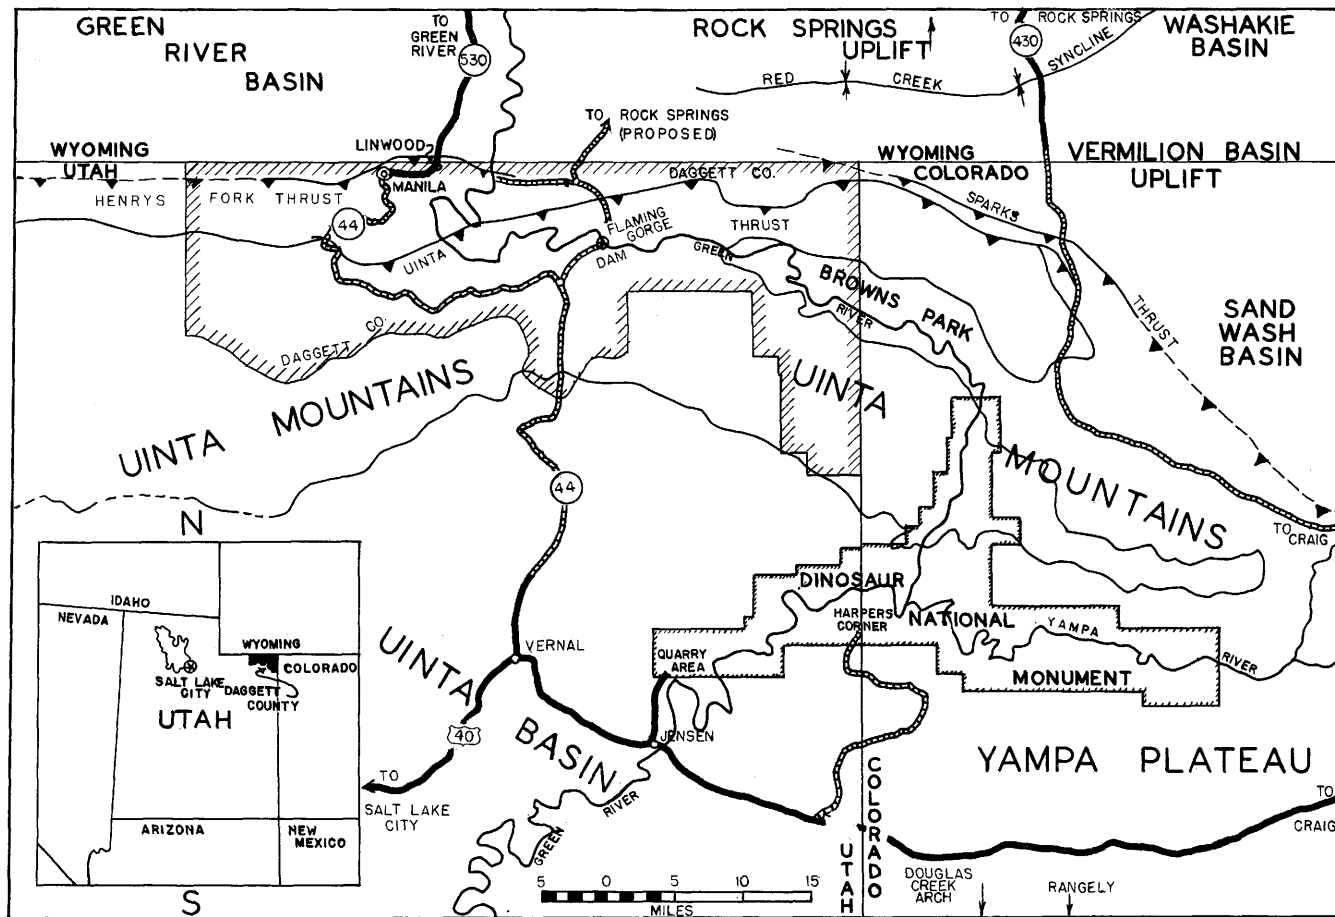 GREEN
RIVER
BASIN
TO
GREEN
RIVER
530
ROCK SPRINGS
UPLIFT
TO
ROCK SPRINGS
430
WASHAKIE
BASIN
RED CREEK SYNCLINE
TO ROCK SPRINGS
(PROPOSED)
WYOMING
UTAH
LINWOOD
MANILA
HENRYS FORK THRUST
44
DAGGETT CO.
WYOMING
COLORADO
VERMILION BASIN
UPLIFT
SPARKS
THRUST
UINTA
THRUST
FLAMING
GORGE
DAM
GREEN
RIVER
BROWNS PARK
SAND
WASH
BASIN
DAGGETT CO.
UINTA MOUNTAINS
UINTA
MOUNTAINS
44
TO
CRAIG
N
IDAHO
NEVADA
WYOMING
COLORADO
SALT LAKE
CITY
DAGGETT
COUNTY
UTAH
ARIZONA
NEW
MEXICO
S
DINOSAUR
HARPERS
CORNER
NATIONAL
MONUMENT
YAMPA
RIVER
QUARRY
AREA
VERNAL
UINTA
BASIN
JENSEN
40
TO
SALT LAKE
CITY
GREEN
RIVER
YAMPA PLATEAU
COLORADO
UTAH
TO
CRAIG
DOUGLAS
CREEK
ARCH
RANGELY
5 0 5 10 15
MILES